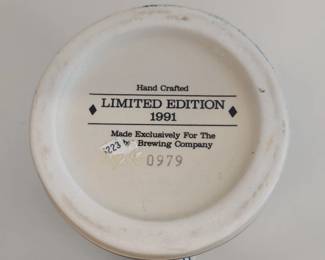 Hand Crafted
LIMITED EDITION
1991
Made Exclusively For The
Brewing Company
0979